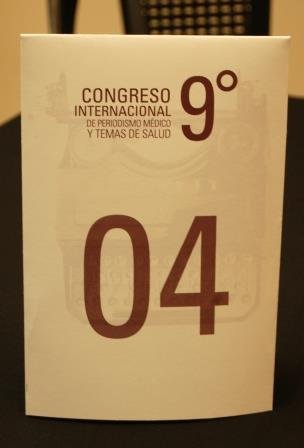 CONGRESO
INTERNACIONAL
DE PERIODISMO MÉDICO
Y TEMAS DE SALUD
9°
04